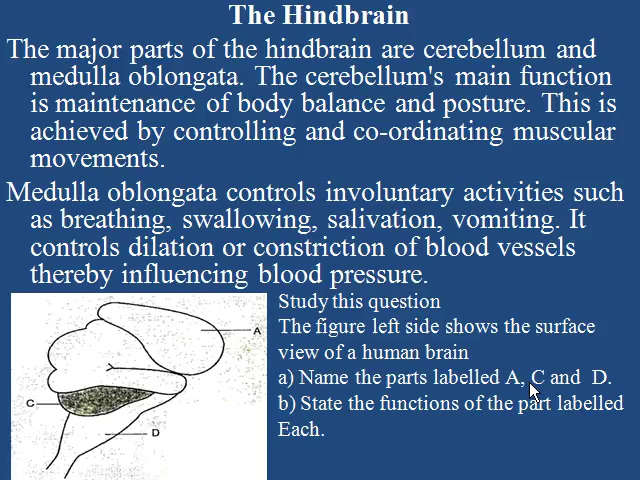 The Hindbrain
The major parts of the hindbrain are cerebellum and
medulla oblongata. The cerebellum's main function
is maintenance of body balance and posture. This is
achieved by controlling and co-ordinating muscular
movements.
Medulla oblongata controls involuntary activities such
as breathing, swallowing, salivation, vomiting. It
controls dilation or constriction of blood vessels
thereby influencing blood pressure.
A
C
D
Study this question
The figure left side shows the surface
view of a human brain
a) Name the parts labelled A, C and D.
b) State the functions of the part labelled
Each.